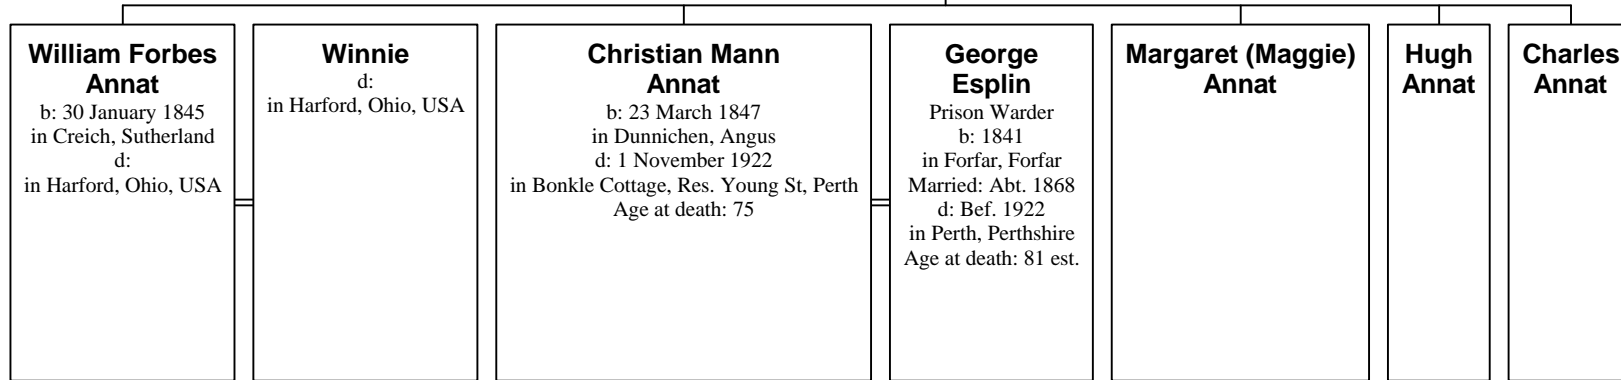 William Forbes
Annat
b: 30 January 1845
in Creich, Sutherland
d:
in Harford, Ohio, USA
Winnie
d:
in Harford, Ohio, USA
Christian Mann
Annat
b: 23 March 1847
in Dunnichen, Angus
d: 1 November 1922
in Bonkle Cottage, Res. Young St, Perth
Age at death: 75
George
Esplin
Prison Warder
b: 1841
in Forfar, Forfar
Married: Abt. 1868
d: Bef. 1922
in Perth, Perthshire
Age at death: 81 est.
Margaret (Maggie)
Annat
Hugh
Annat
Charles
Annat